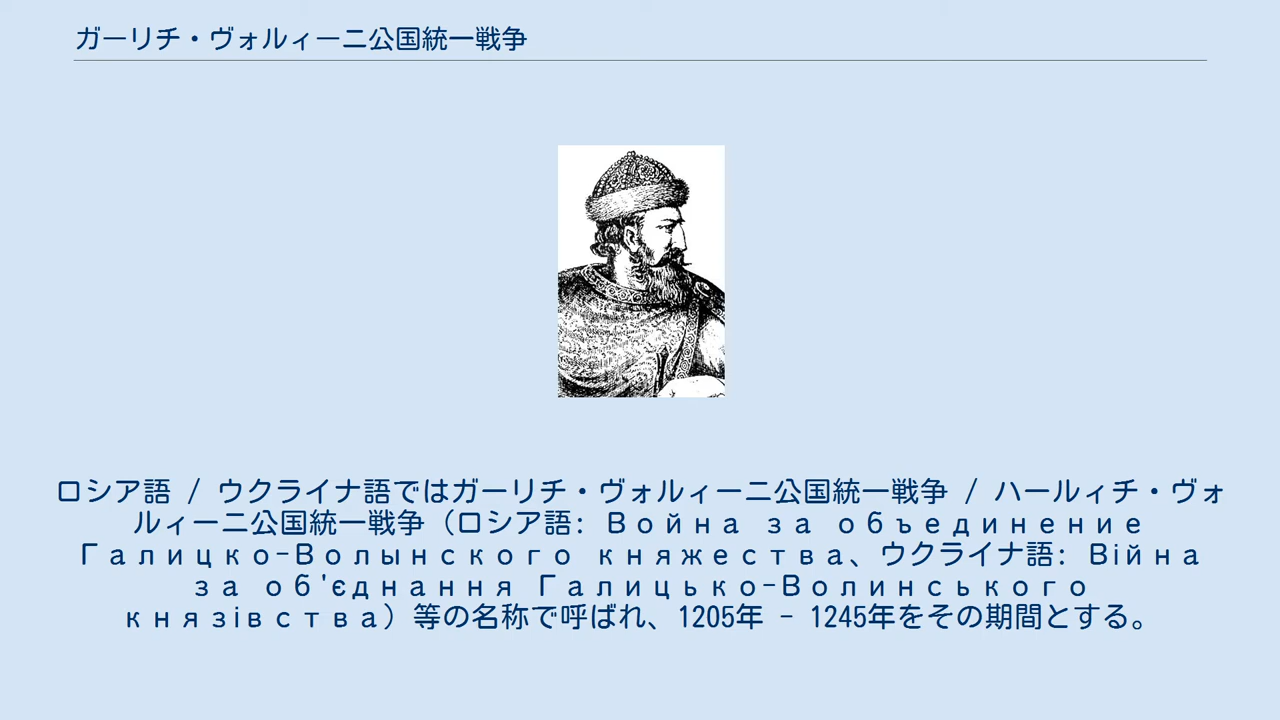 ガーリチ・ヴォルィーニ公国統一戦争
ロシア語 / ウクライナ語ではガーリチ・ヴォルィーニ公国統一戦争 / ハールィチ・ヴォ
ルィーニ公国統一戦争（ロシア語: Война за объединение
Галицко-Волынского княжества、ウクライナ語: Війна
за об'єднання Галицько-Волинського
князівства）等の名称で呼ばれ、1205年 - 1245年をその期間とする。